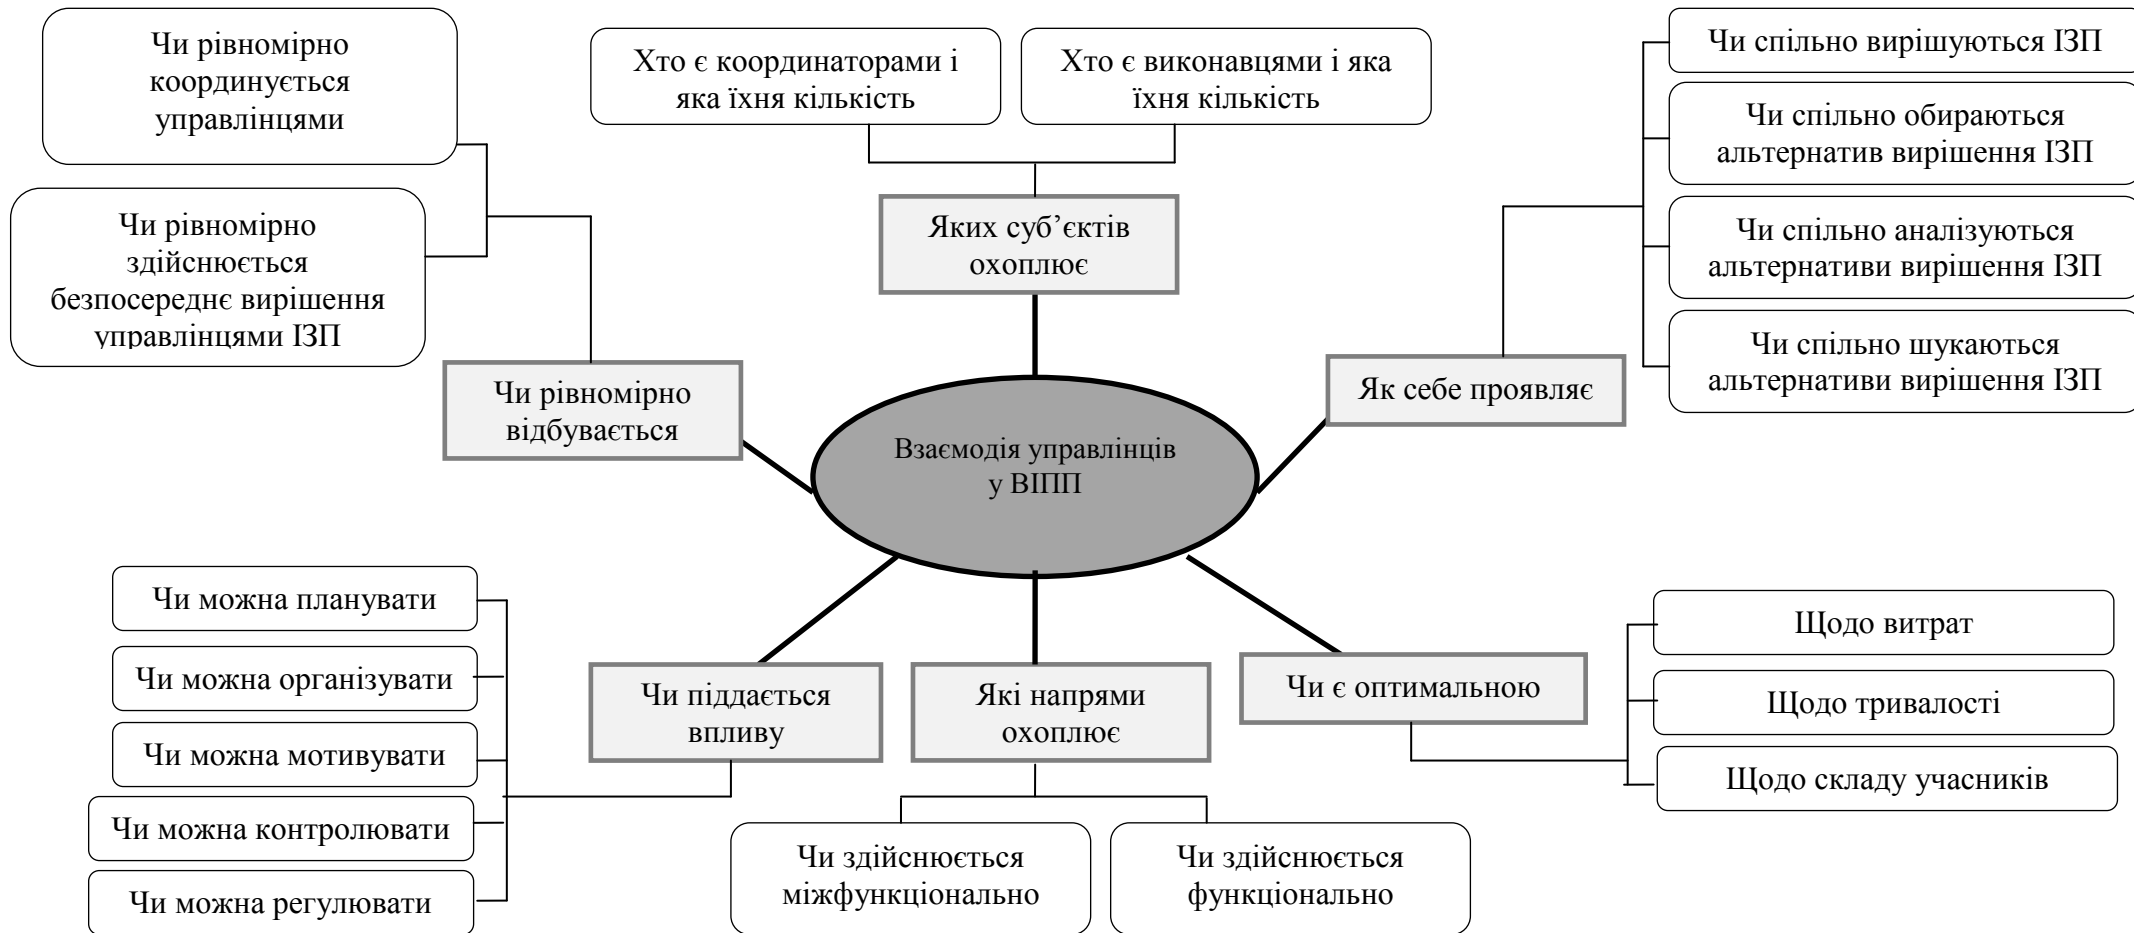 Чи рівномірно
координується
управлінцями
Чи рівномірно
здійснюється
безпосереднє вирішення
управлінцями ІЗП
Чи рівномірно
відбувається
Хто є координаторами і
яка їхня кількість
Хто є виконавцями і яка
їхня кількість
Яких суб’єктів
охоплює
Чи спільно вирішуються ІЗП
Чи спільно обираються
альтернатив вирішення ІЗП
Чи спільно аналізуються
альтернативи вирішення ІЗП
Чи спільно шукаються
альтернативи вирішення ІЗП
Як себе проявляє
Взаємодія управлінців
у ВІПП
Чи можна планувати
Чи можна організувати
Чи можна мотивувати
Чи можна контролювати
Чи можна регулювати
Чи піддається
впливу
Які напрями
охоплює
Чи здійснюється
міжфункціонально
Чи здійснюється
функціонально
Чи є оптимальною
Щодо витрат
Щодо тривалості
Щодо складу учасників